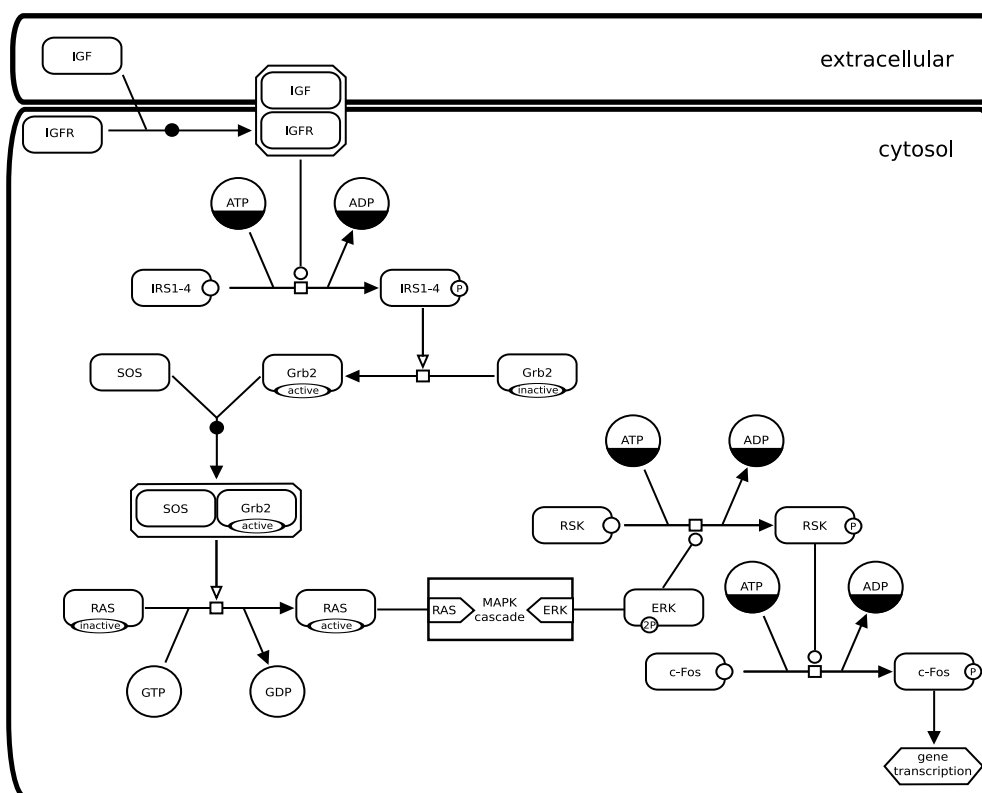 IGF
extracellular
IGF
IGFR
IGFR
cytosol
ATP
ADP
IRS1-4
IRS1-4
P
SOS
Grb2
active
Grb2
inactive
ATP
ADP
SOS
Grb2
active
RSK
RSK
P
ATP
ADP
RAS
inactive
RAS
active
RAS
MAPK
cascade
ERK
ERK
2P
c-Fos
c-Fos
P
GTP
GDP
gene
transcription